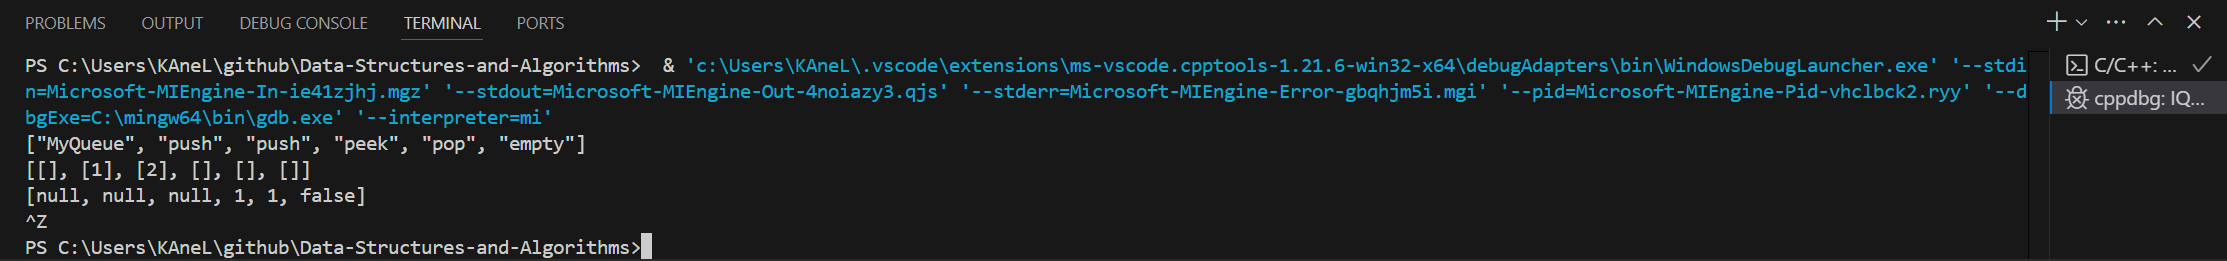 PROBLEMS OUTPUT DEBUG CONSOLE TERMINAL PORTS
PS C:\Users\KAneL\github\Data-Structures-and-Algorithms>  & 'c:\Users\KAneL\.vscode\extensions\ms-vscode.cpptools-1.21.6-win32-x64\debugAdapters\bin\WindowsDebugLauncher.exe' '--stdi
n=Microsoft-MIEngine-In-ie41zjhj.mgz' '--stdout=Microsoft-MIEngine-Out-4noiazy3.qjs' '--stderr=Microsoft-MIEngine-Error-gbqhjm5i.mgi' '--pid=Microsoft-MIEngine-Pid-vhclbck2.ryy' '--d
bgExe=C:\mingw64\bin\gdb.exe' '--interpreter=mi'
["MyQueue", "push", "push", "peek", "pop", "empty"]
[[], [1], [2], [], [], []]
[null, null, null, 1, 1, false]
^Z
PS C:\Users\KAneL\github\Data-Structures-and-Algorithms>
C/C++: ...
cppdbg: IQ...